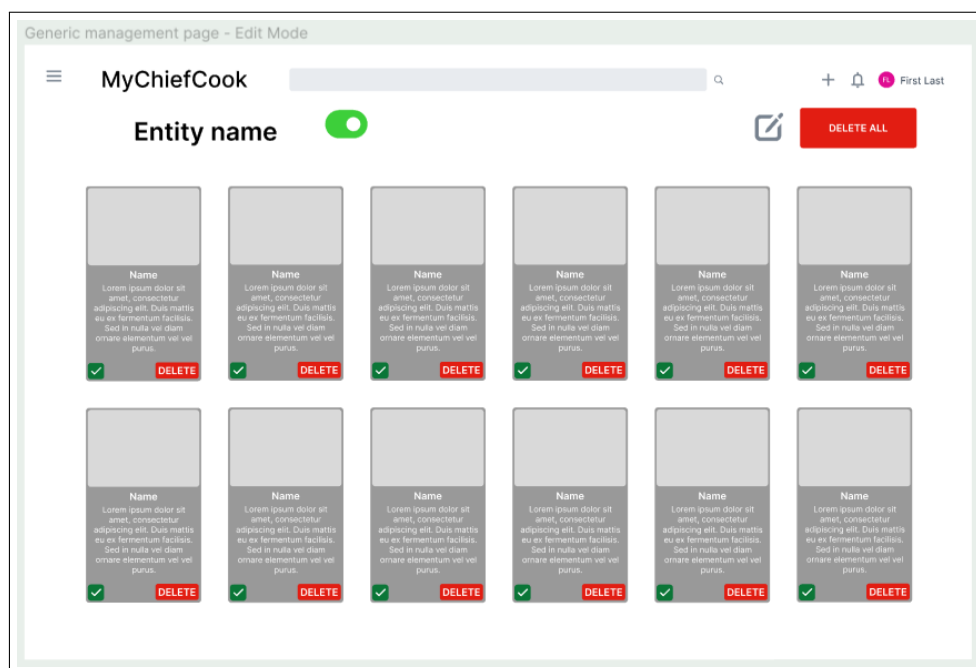 Generic management page - Edit Mode
MyChiefCook
FL First Last
Entity name
DELETE ALL
Name
Lorem ipsum dolor sit
amet, consectetur
adipiscing elit. Duis mattis
eu ex fermentum facilisis.
Sed in nulla vel diam
ornare elementum vel vel
purus.
DELETE
Name
Lorem ipsum dolor sit
amet, consectetur
adipiscing elit. Duis mattis
eu ex fermentum facilisis.
Sed in nulla vel diam
ornare elementum vel vel
purus.
DELETE
Name
Lorem ipsum dolor sit
amet, consectetur
adipiscing elit. Duis mattis
eu ex fermentum facilisis.
Sed in nulla vel diam
ornare elementum vel vel
purus.
DELETE
Name
Lorem ipsum dolor sit
amet, consectetur
adipiscing elit. Duis mattis
eu ex fermentum facilisis.
Sed in nulla vel diam
ornare elementum vel vel
purus.
DELETE
Name
Lorem ipsum dolor sit
amet, consectetur
adipiscing elit. Duis mattis
eu ex fermentum facilisis.
Sed in nulla vel diam
ornare elementum vel vel
purus.
DELETE
Name
Lorem ipsum dolor sit
amet, consectetur
adipiscing elit. Duis mattis
eu ex fermentum facilisis.
Sed in nulla vel diam
ornare elementum vel vel
purus.
DELETE
Name
Lorem ipsum dolor sit
amet, consectetur
adipiscing elit. Duis mattis
eu ex fermentum facilisis.
Sed in nulla vel diam
ornare elementum vel vel
purus.
DELETE
Name
Lorem ipsum dolor sit
amet, consectetur
adipiscing elit. Duis mattis
eu ex fermentum facilisis.
Sed in nulla vel diam
ornare elementum vel vel
purus.
DELETE
Name
Lorem ipsum dolor sit
amet, consectetur
adipiscing elit. Duis mattis
eu ex fermentum facilisis.
Sed in nulla vel diam
ornare elementum vel vel
purus.
DELETE
Name
Lorem ipsum dolor sit
amet, consectetur
adipiscing elit. Duis mattis
eu ex fermentum facilisis.
Sed in nulla vel diam
ornare elementum vel vel
purus.
DELETE
Name
Lorem ipsum dolor sit
amet, consectetur
adipiscing elit. Duis mattis
eu ex fermentum facilisis.
Sed in nulla vel diam
ornare elementum vel vel
purus.
DELETE
Name
Lorem ipsum dolor sit
amet, consectetur
adipiscing elit. Duis mattis
eu ex fermentum facilisis.
Sed in nulla vel diam
ornare elementum vel vel
purus.
DELETE